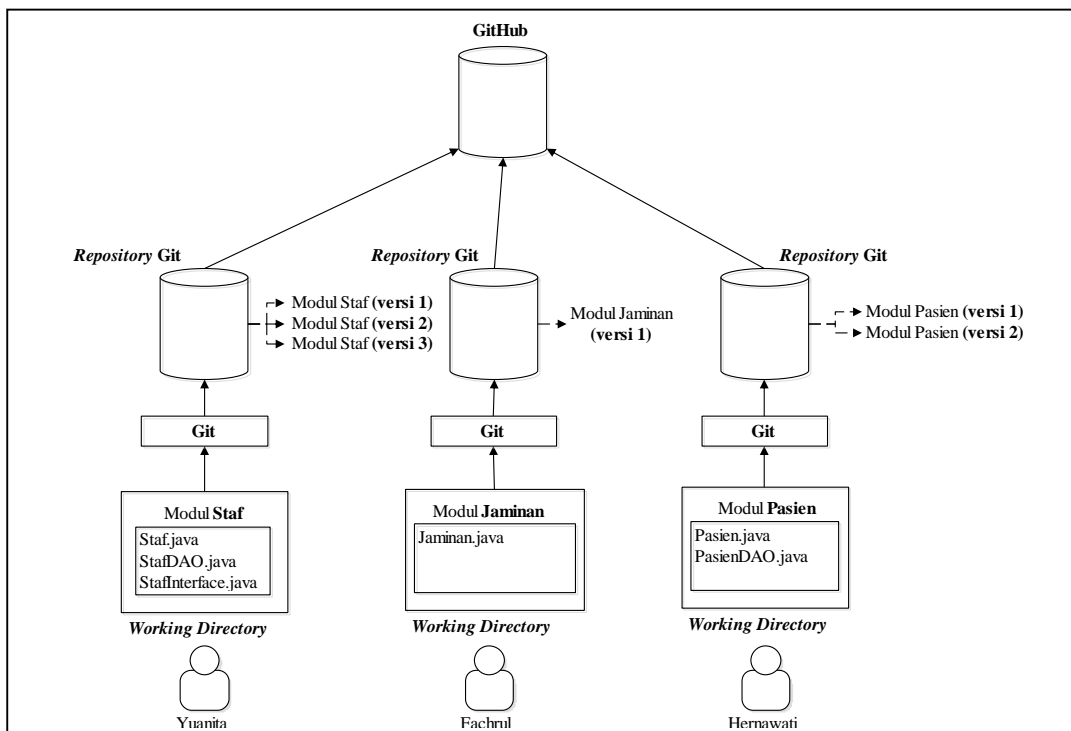 GitHub
Repository Git
Repository Git
Repository Git
Modul Staf (versi 1)
Modul Staf (versi 2)
Modul Staf (versi 3)
Modul Jaminan
(versi 1)
Modul Pasien (versi 1)
Modul Pasien (versi 2)
Git
Git
Git
Modul Staf
Staf.java
StafDAO.java
StafInterface.java
Modul Jaminan
Jaminan.java
Modul Pasien
Pasien.java
PasienDAO.java
Working Directory
Working Directory
Working Directory
Yuanita
Fachrul
Hernawati